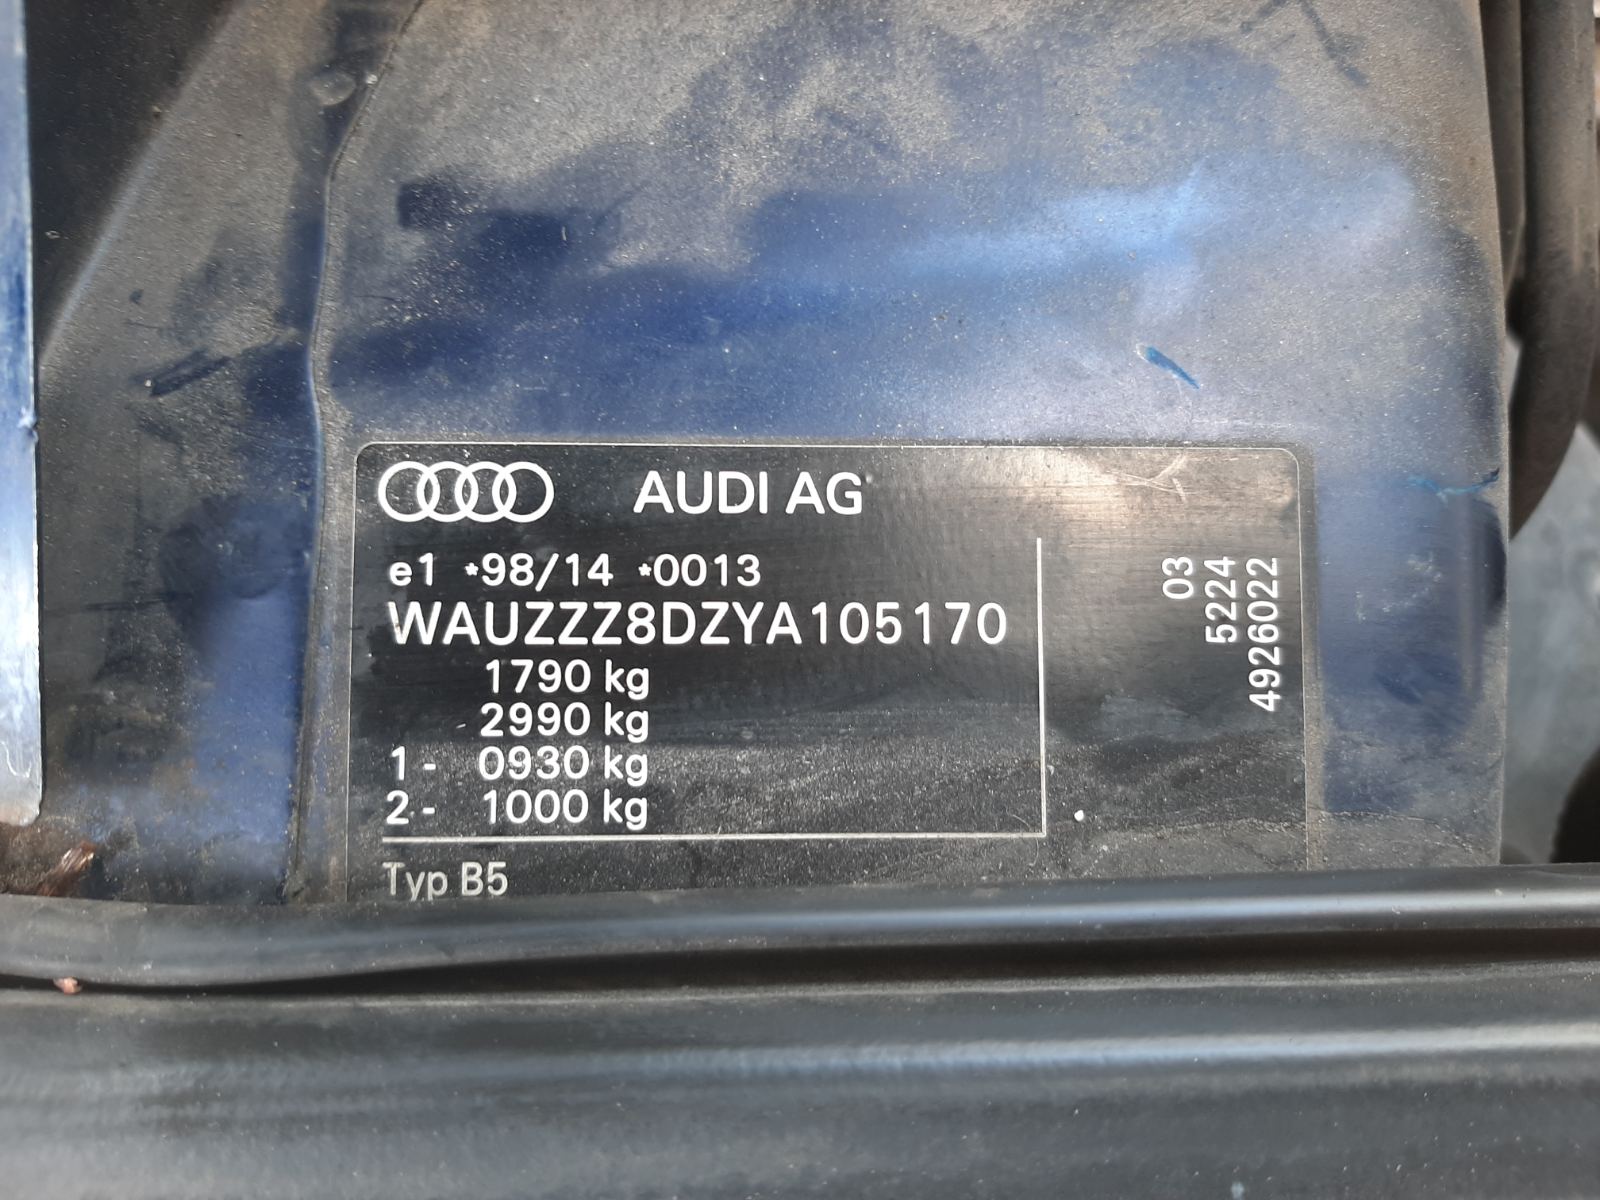 AUDI AG
e1 *98/14 *0013
WAUZZZ8DZYA105170
1790 kg
2990 kg
1- 0930 kg
2- 1000 kg
Typ B5
03
5224
4926022